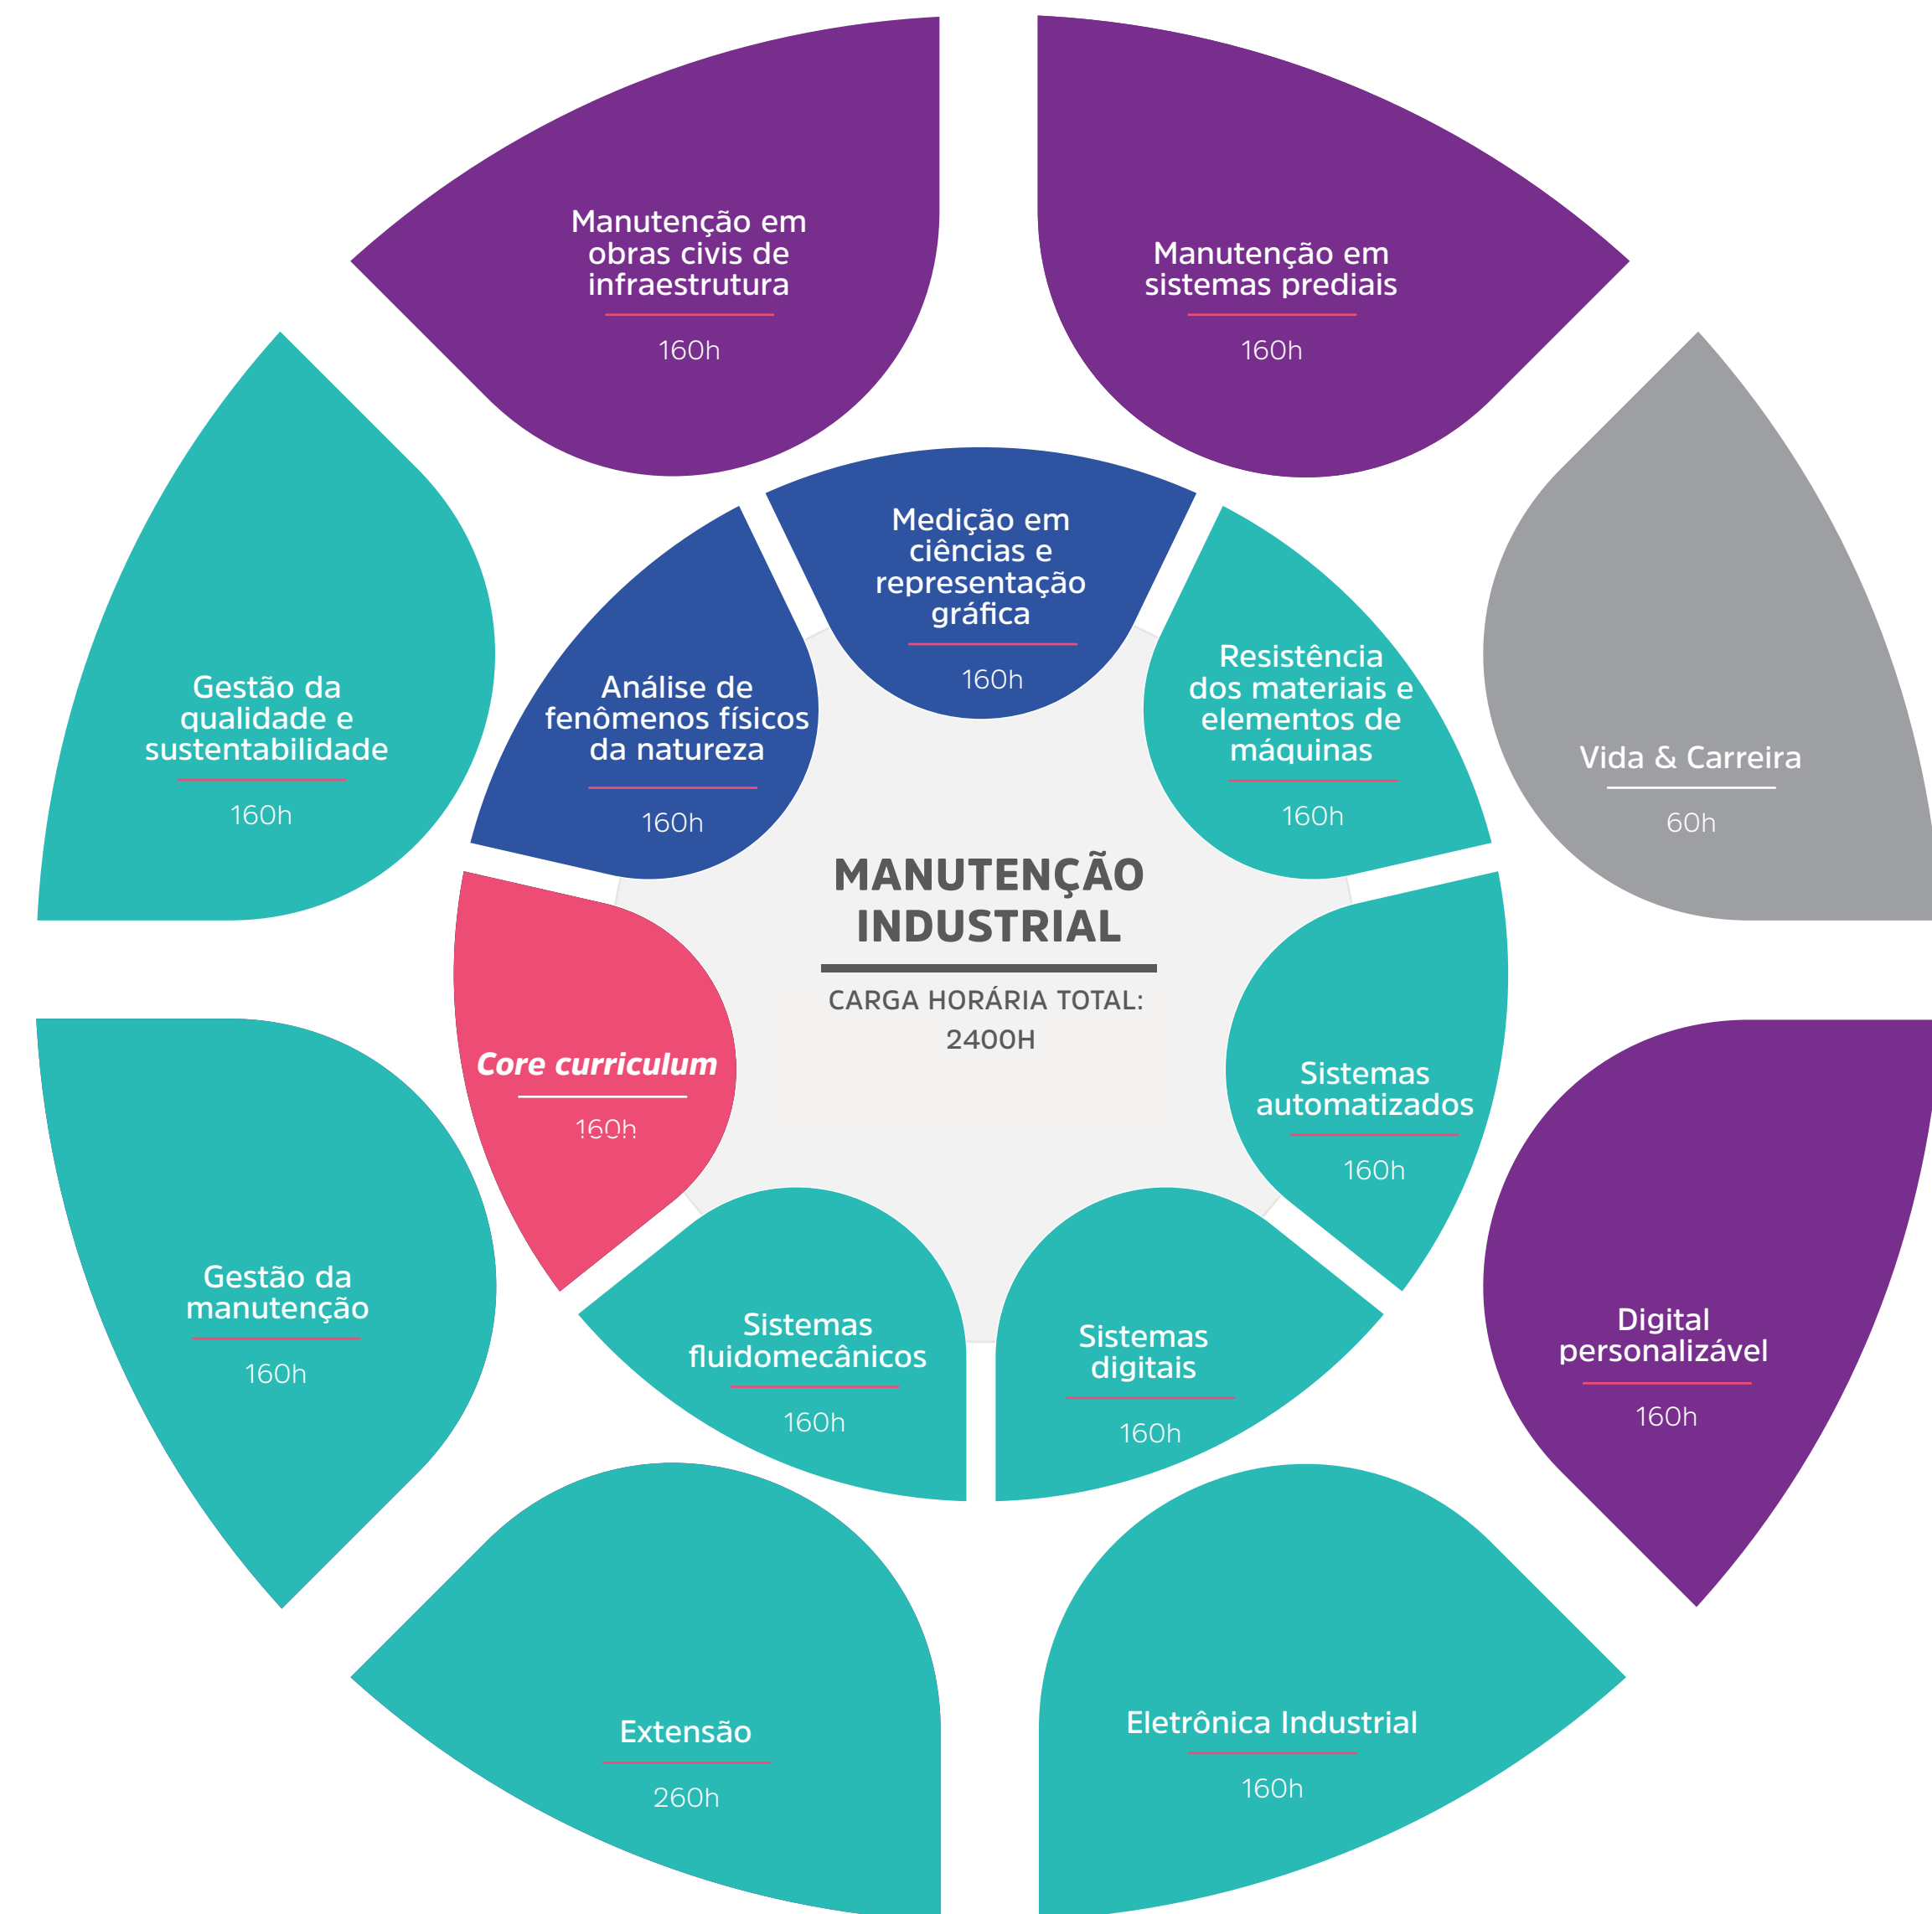 Manutenção em
obras civis de
infraestrutura
160h
Manutenção em
sistemas prediais
160h
Medição em
ciências e
representação
gráfica
160h
Gestão da
qualidade e
sustentabilidade
160h
Análise de
fenômenos físicos
da natureza
160h
Resistência
dos materiais e
elementos de
máquinas
160h
Vida & Carreira
60h
MANUTENÇÃO
INDUSTRIAL
CARGA HORÁRIA TOTAL:
2400H
Core curriculum
160h
Sistemas
automatizados
160h
Gestão da
manutenção
160h
Sistemas
fluidomecânicos
160h
Sistemas
digitais
160h
Digital
personalizável
160h
Extensão
260h
Eletrônica Industrial
160h